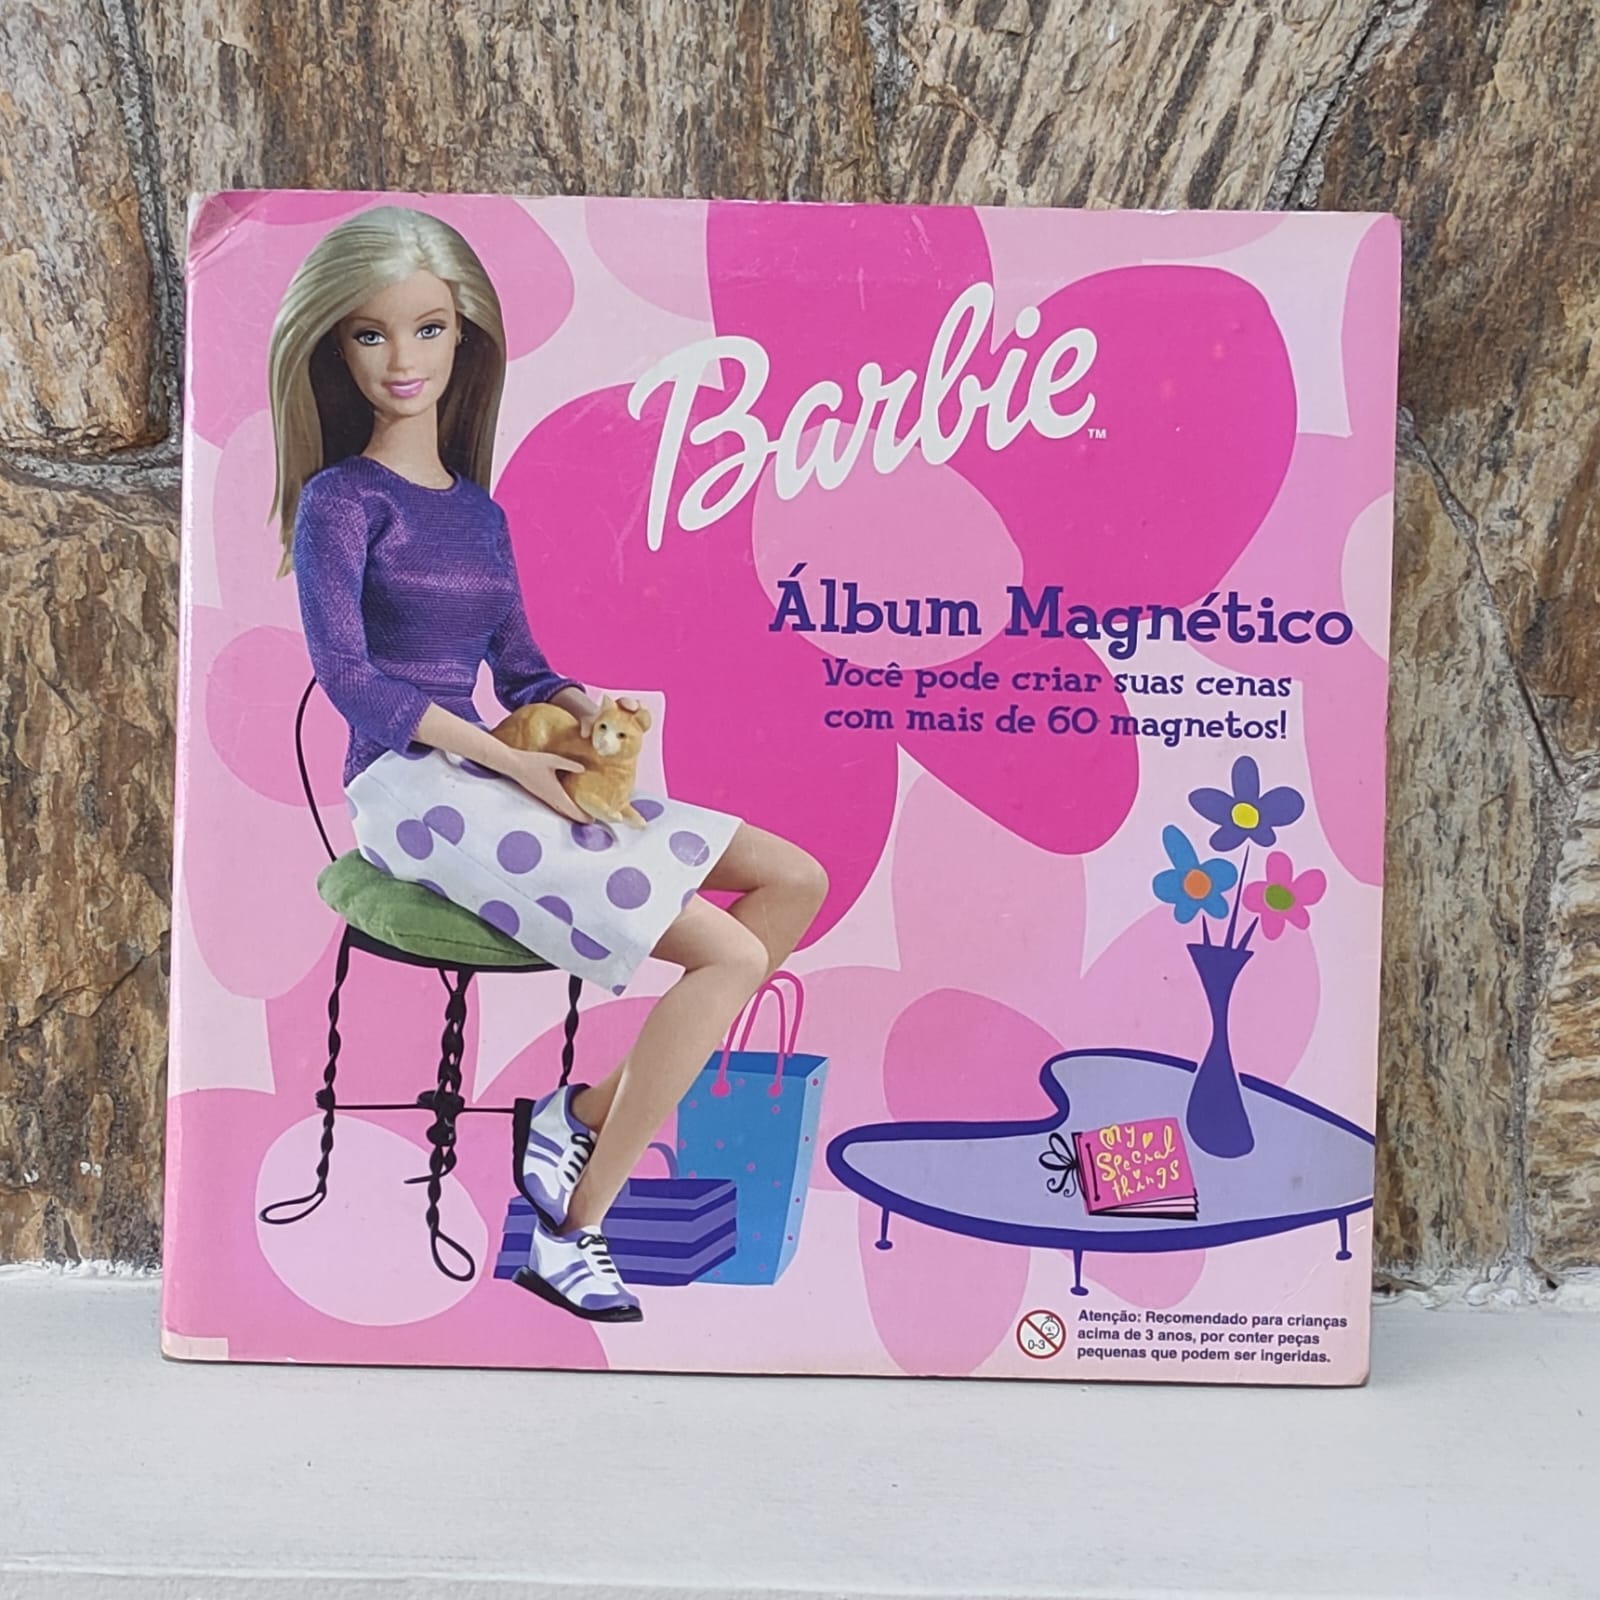 Barbie™
Álbum Magnético
Você pode criar suas cenas
com mais de 60 magnetos!
My
Special
things
0-3
Atenção: Recomendado para crianças
acima de 3 anos, por conter peças
pequenas que podem ser ingeridas.